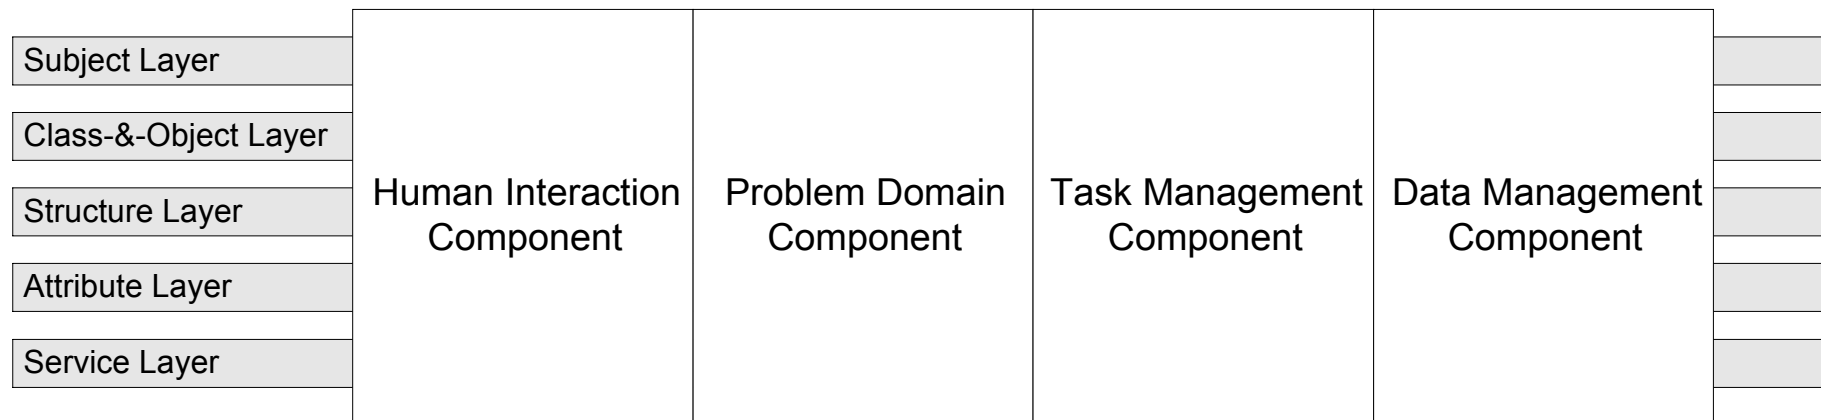 Subject Layer
Class-&-Object Layer
Structure Layer
Attribute Layer
Service Layer
Human Interaction
Component
Problem Domain
Component
Task Management
Component
Data Management
Component